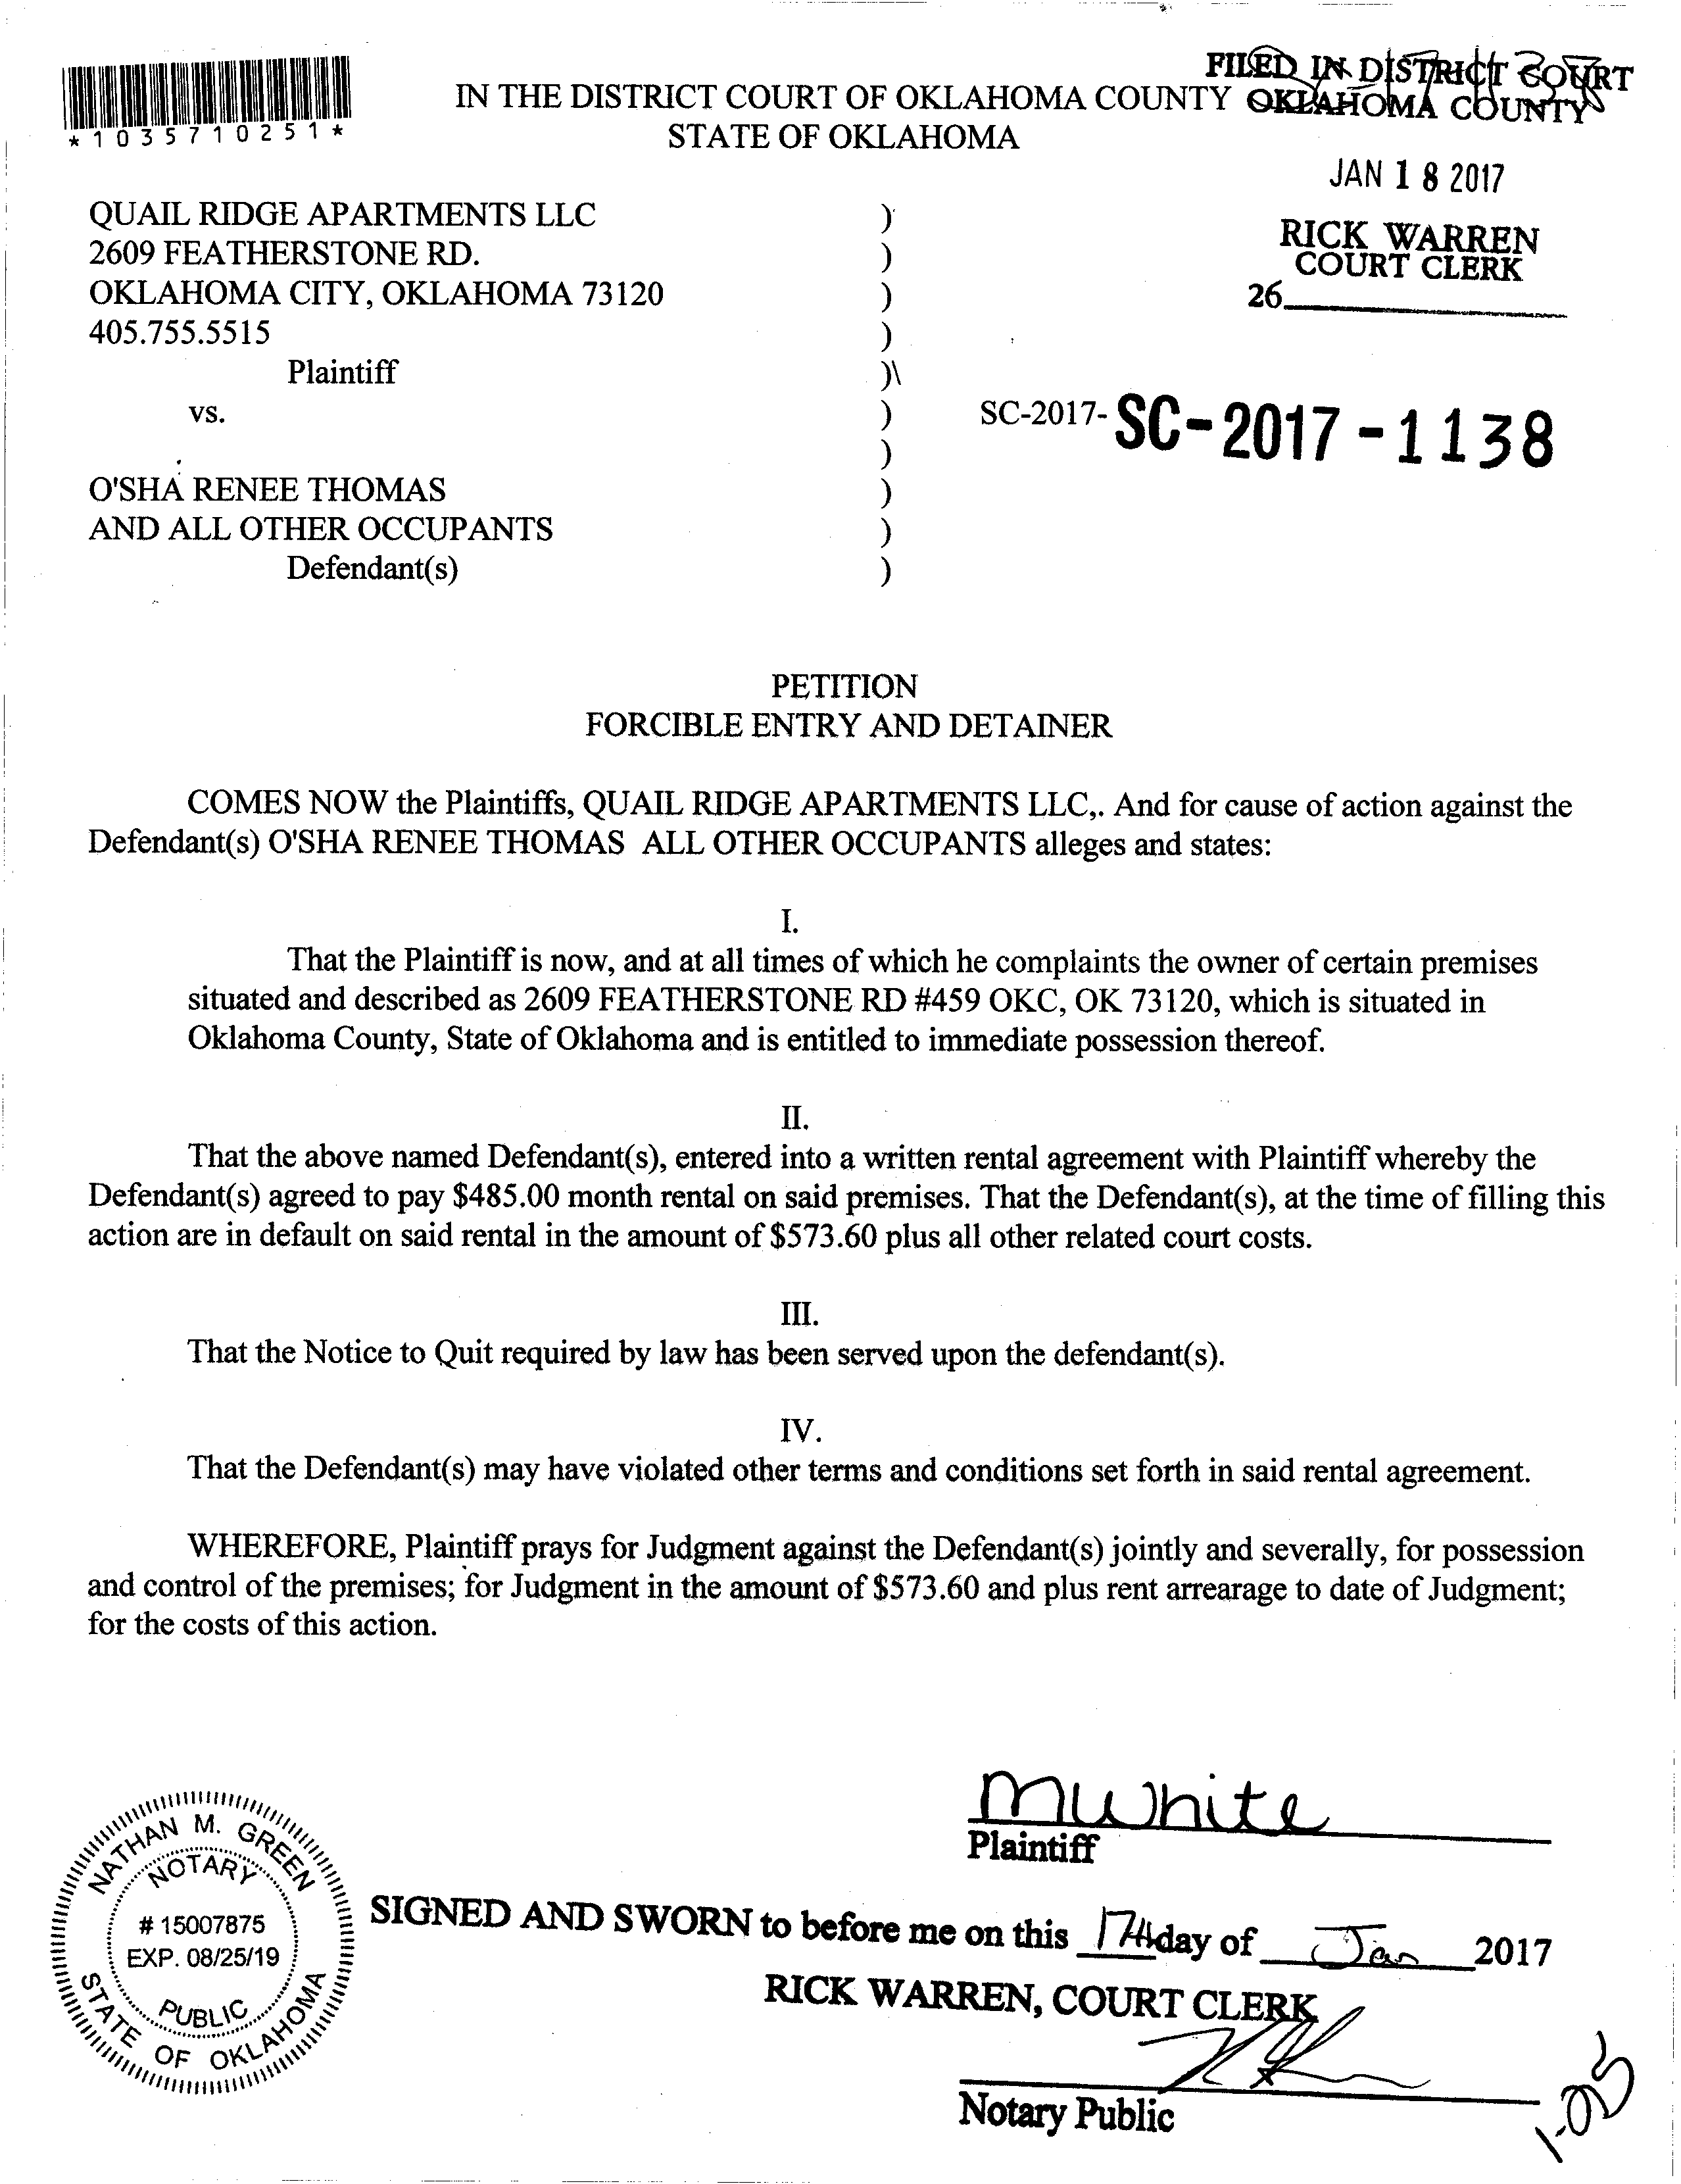 FILED IN DISTRICT COURT
OKLAHOMA COUNTY
*1035710251*
IN THE DISTRICT COURT OF OKLAHOMA COUNTY
STATE OF OKLAHOMA
JAN 18 2017
RICK WARREN
COURT CLERK
26
QUAIL RIDGE APARTMENTS LLC )
2609 FEATHERSTONE RD. )
OKLAHOMA CITY, OKLAHOMA 73120 )
405.755.5515 )
Plaintiff )\
vs. ) SC-2017- SC-2017-1138
)
O'SHA RENEE THOMAS )
AND ALL OTHER OCCUPANTS )
Defendant(s) )
PETITION
FORCIBLE ENTRY AND DETAINER
COMES NOW the Plaintiffs, QUAIL RIDGE APARTMENTS LLC,. And for cause of action against the
Defendant(s) O'SHA RENEE THOMAS ALL OTHER OCCUPANTS alleges and states:
I.
That the Plaintiff is now, and at all times of which he complaints the owner of certain premises
situated and described as 2609 FEATHERSTONE RD #459 OKC, OK 73120, which is situated in
Oklahoma County, State of Oklahoma and is entitled to immediate possession thereof.
II.
That the above named Defendant(s), entered into a written rental agreement with Plaintiff whereby the
Defendant(s) agreed to pay $485.00 month rental on said premises. That the Defendant(s), at the time of filling this
action are in default on said rental in the amount of $573.60 plus all other related court costs.
III.
That the Notice to Quit required by law has been served upon the defendant(s).
IV.
That the Defendant(s) may have violated other terms and conditions set forth in said rental agreement.
WHEREFORE, Plaintiff prays for Judgment against the Defendant(s) jointly and severally, for possession
and control of the premises; for Judgment in the amount of $573.60 and plus rent arrearage to date of Judgment;
for the costs of this action.
MWhite
Plaintiff
NATHAN M. GREEN
NOTARY
# 15007875
EXP. 08/25/19
PUBLIC
STATE OF OKLAHOMA
SIGNED AND SWORN to before me on this 17th day of Jan 2017
RICK WARREN, COURT CLERK
Notary Public